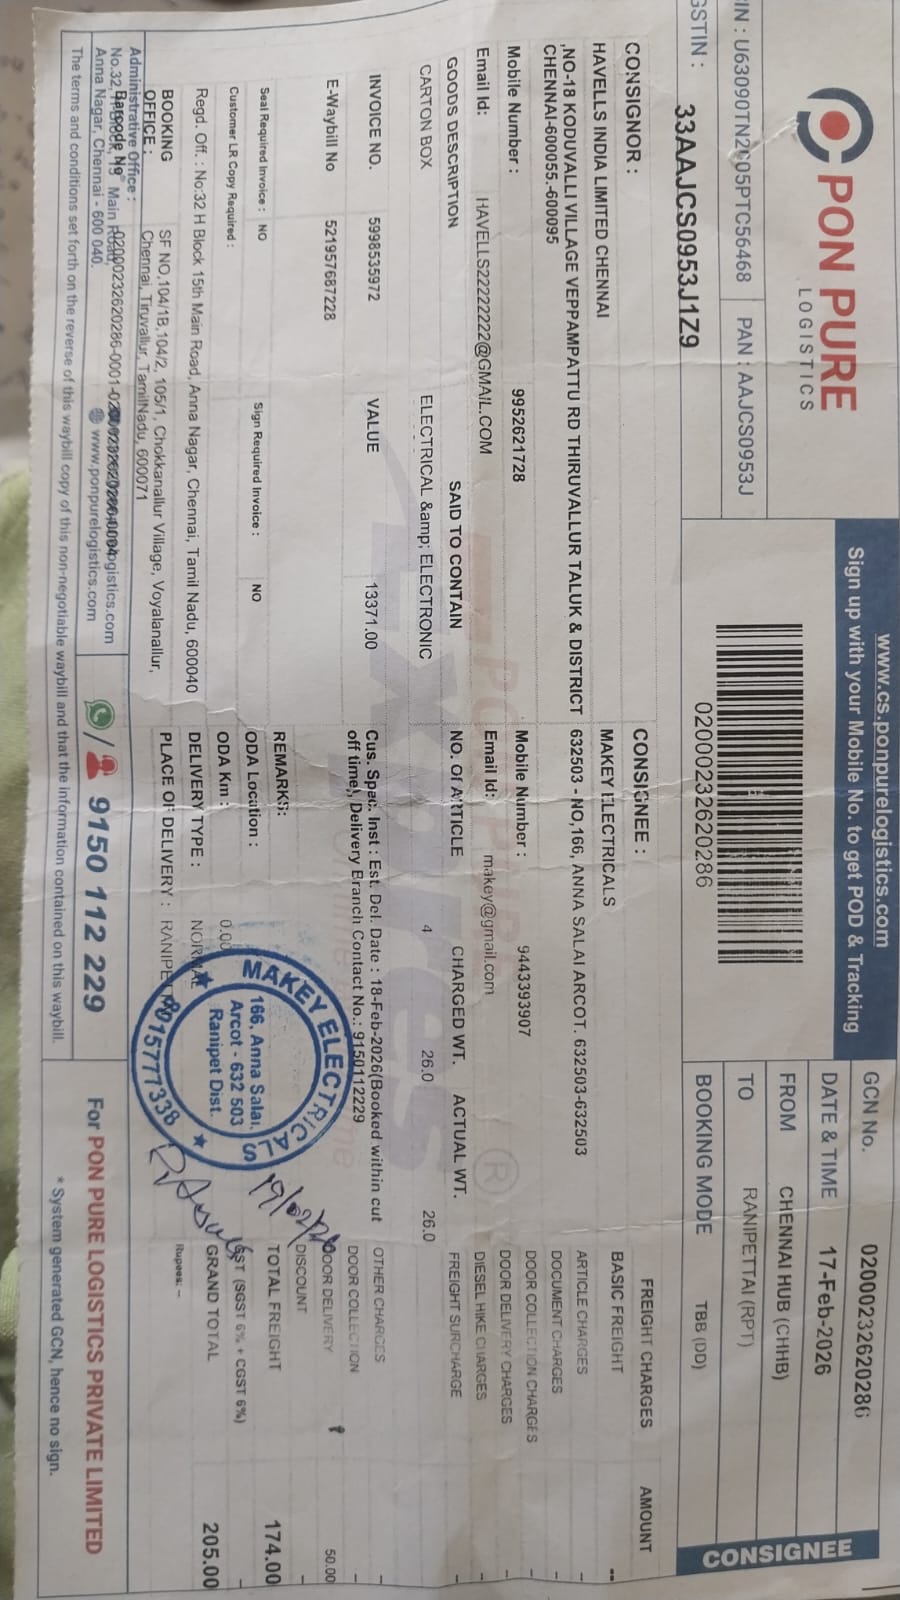 PON PURE
LOGISTICS
www.cs.ponpurelogistics.com
Sign up with your Mobile No. to get POD & Tracking
IN : U63090TN2005PTC56468 PAN : AAJCS0953J
GSTIN : 33AAJCS0953J1Z9
02000232620286
GCN No. 02000232620286
DATE & TIME 17-Feb-2026
FROM CHENNAI HUB (CHHB)
TO RANIPETTAI (RPT)
BOOKING MODE TBB (DD)
CONSIGNEE
CONSIGNOR :
HAVELLS INDIA LIMITED CHENNAI
,NO-18 KODUVALLI VILLAGE VEPPAMPATTU RD THIRUVALLUR TALUK & DISTRICT
CHENNAI-600055.-600095
Mobile Number : 9952621728
Email Id: HAVELLS22222222@GMAIL.COM
CONSIGNEE :
MAKEY ELECTRICALS
632503 - NO,166, ANNA SALAI ARCOT. 632503-632503
Mobile Number : 9443393907
Email Id: makey@gmail.com
GOODS DESCRIPTION SAID TO CONTAIN NO. Of ARTICLE CHARGED WT. ACTUAL WT.
CARTON BOX ELECTRICAL &amp; ELECTRONIC 4 26.0 26.0
INVOICE NO. 5998535972 VALUE 13371.00
E-Waybill No 521957687228
Cus. Spec. Inst : Est. Del. Date : 18-Feb-2026(Booked within cut
off time), Delivery Branch Contact No.: 9150112229
Seal Required Invoice : NO Sign Required Invoice : NO
Customer LR Copy Required :
REMARKS:
ODA Location :
ODA Km : 0.00
DELIVERY TYPE : NORMAL
PLACE OF DELIVERY :
FREIGHT CHARGES AMOUNT
BASIC FREIGHT --
ARTICLE CHARGES -
DOCUMENT CHARGES -
DOOR COLLECTION CHARGES
DOOR DELIVERY CHARGES -
DIESEL HIKE CHARGES -
FREIGHT SURCHARGE -
OTHER CHARGES -
DOOR COLLECTION -
DOOR DELIVERY 50.00
DISCOUNT -
TOTAL FREIGHT 174.00
GST (SGST 6% + CGST 6%) -
GRAND TOTAL 205.00
Rupees: --
Regd. Off. : No:32 H Block 15th Main Road, Anna Nagar, Chennai, Tamil Nadu, 600040
BOOKING
OFFICE :
SF NO,104/1B,104/2, 105/1, Chokkanallur Village, Voyalanallur,
Chennai, Tiruvallur, TamilNadu, 600071
Administrative Office :
Barcode No
Anna Nagar, Chennai - 600 040.
www.ponpurelogistics.com
9150 112 229
MAKEY ELECTRICALS
166, Anna Salai,
Arcot - 632 503
Ranipet Dist.
19/02/26
For PON PURE LOGISTICS PRIVATE LIMITED
The terms and conditions set forth on the reverse of this waybill copy of this non-negotiable waybill and that the information contained on this waybill.
* System generated GCN, hence no sign.